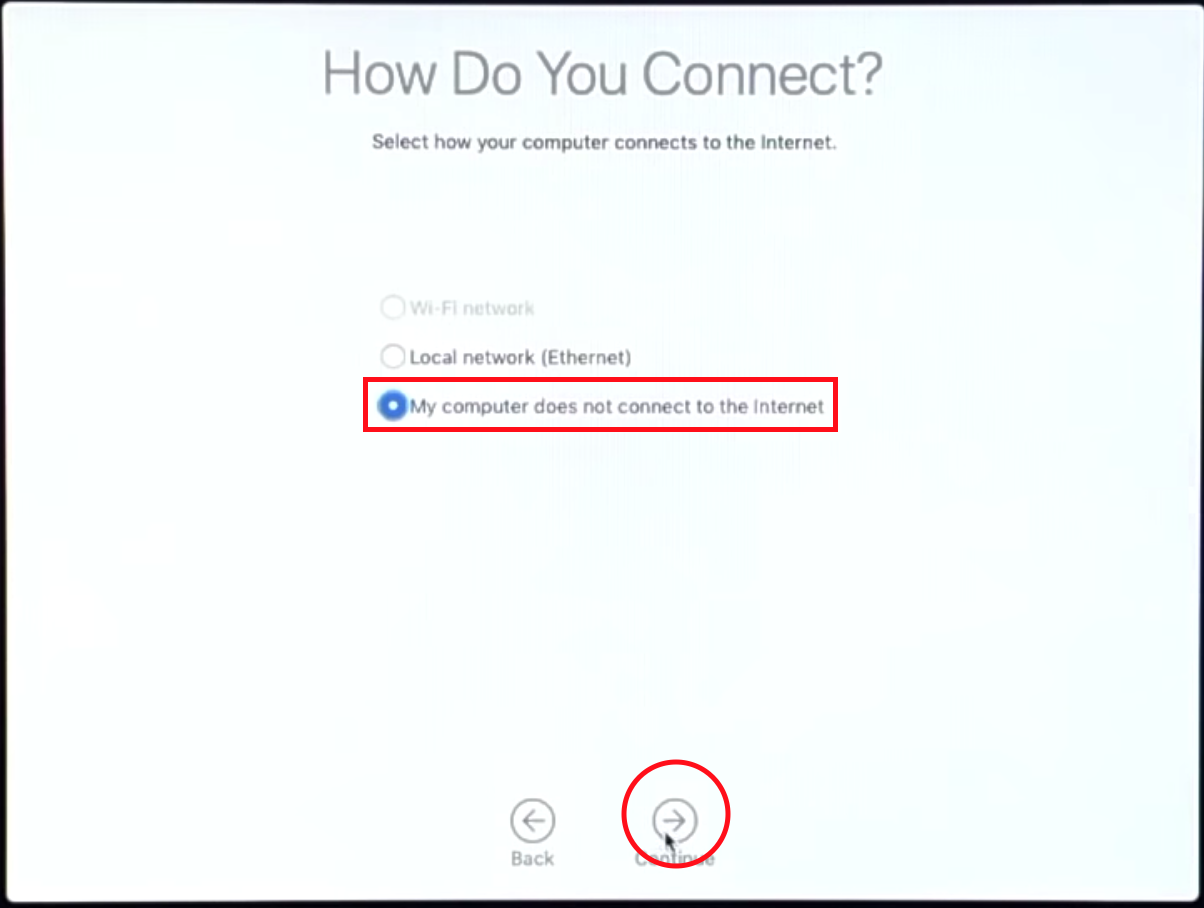 How Do You Connect?
Select how your computer connects to the Internet.
Wi-Fi network
Local network (Ethernet)
My computer does not connect to the Internet
Back
Continue